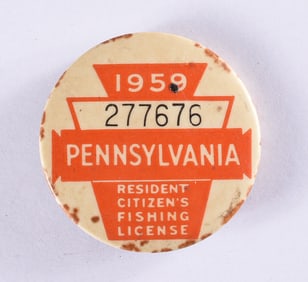 1959
277676
PENNSYLVANIA
RESIDENT
CITIZEN'S
FISHING
LICENSE